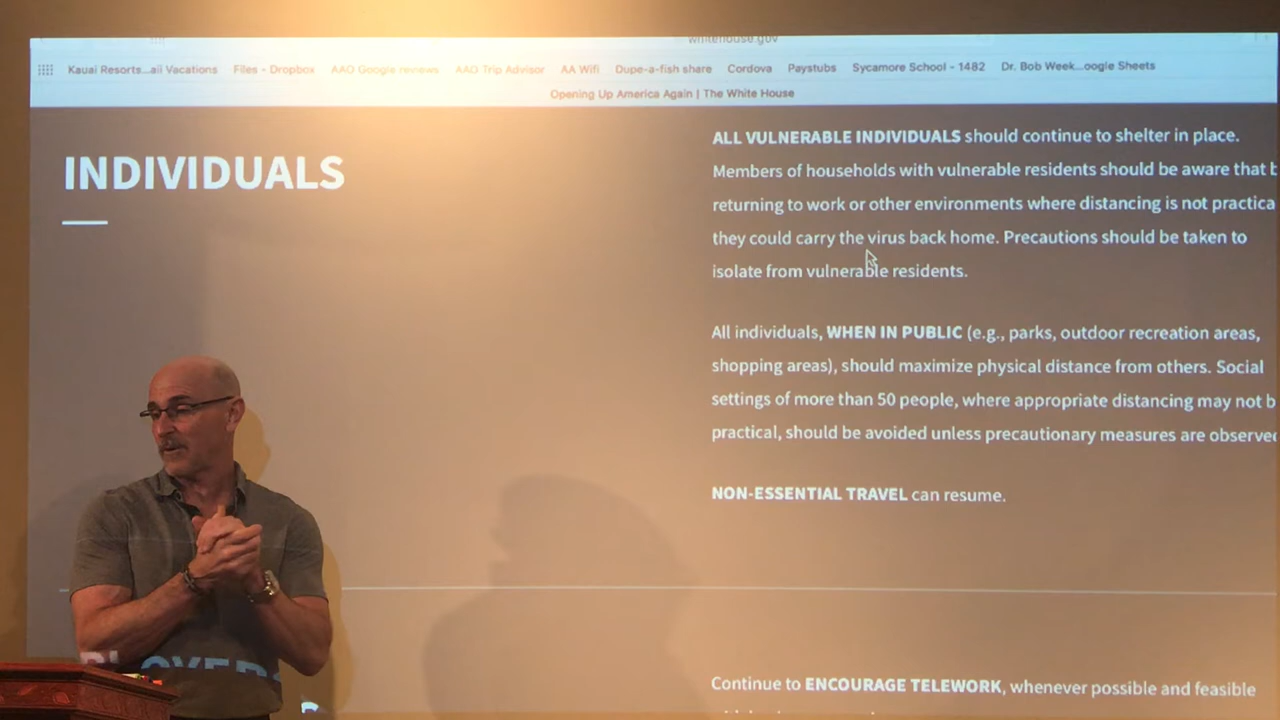 whitehouse.gov
Kauai Resorts...aii Vacations Files - Dropbox AAO Google reviews AAO Trip Advisor AA Wifi Dupe-a-fish share Cordova Paystubs Sycamore School - 1482 Dr. Bob Week...oogle Sheets
Opening Up America Again | The White House
INDIVIDUALS
ALL VULNERABLE INDIVIDUALS should continue to shelter in place.
Members of households with vulnerable residents should be aware that b
returning to work or other environments where distancing is not practica
they could carry the virus back home. Precautions should be taken to
isolate from vulnerable residents.
All individuals, WHEN IN PUBLIC (e.g., parks, outdoor recreation areas,
shopping areas), should maximize physical distance from others. Social
settings of more than 50 people, where appropriate distancing may not b
practical, should be avoided unless precautionary measures are observed
NON-ESSENTIAL TRAVEL can resume.
Continue to ENCOURAGE TELEWORK, whenever possible and feasible